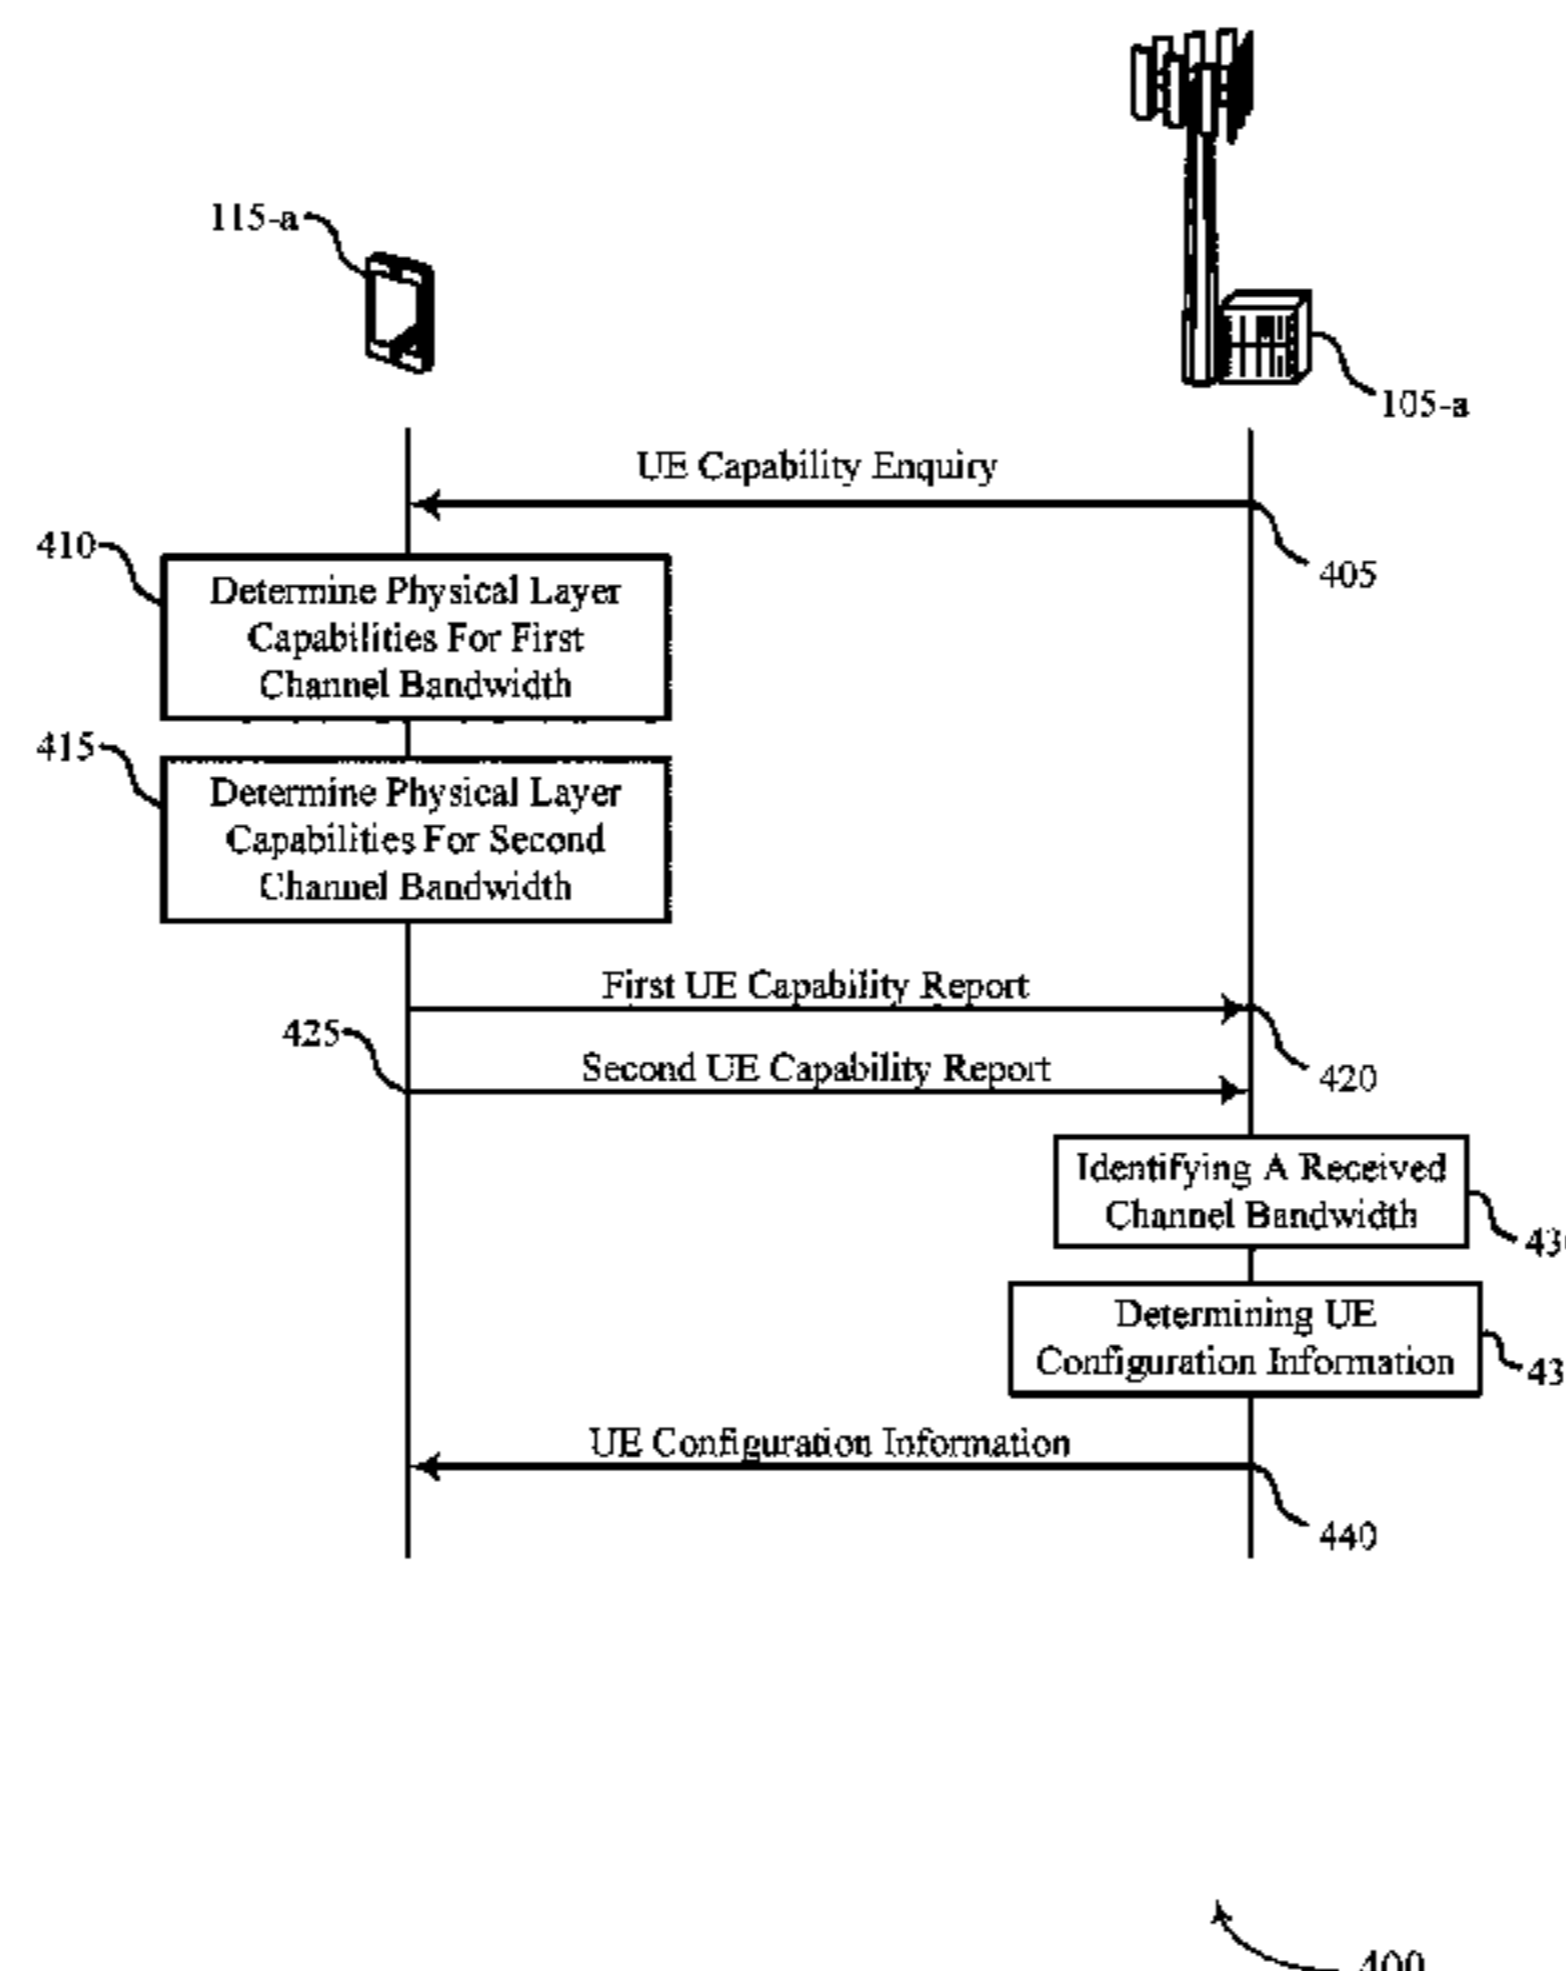 115-a
105-a
UE Capability Enquiry
405
410
Determine Physical Layer
Capabilities For First
Channel Bandwidth
415
Determine Physical Layer
Capabilities For Second
Channel Bandwidth
First UE Capability Report
420
425
Second UE Capability Report
Identifying A Received
Channel Bandwidth
Determining UE
Configuration Information
UE Configuration Information
440
400